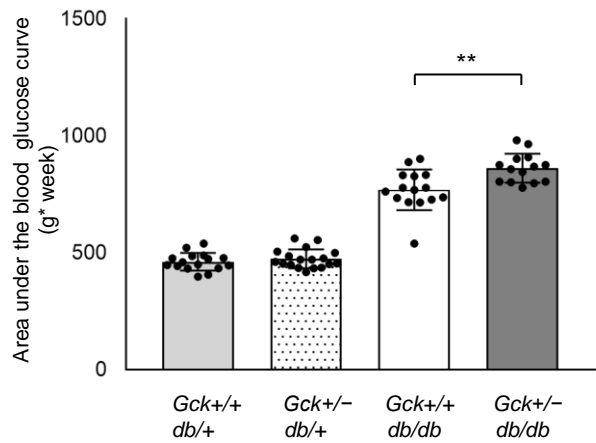 Area under the blood glucose curve
(g* week)
1500
1000
500
0
**
Gck+/+ Gck+/− Gck+/+ Gck+/−
db/+ db/+ db/db db/db